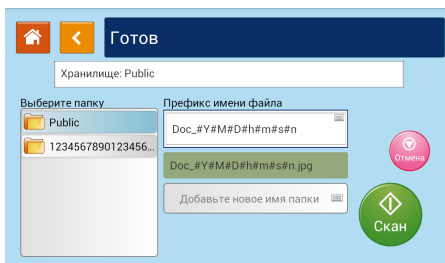 Готов
Хранилище: Public
Выберите папку
Префикс имени файла
Public
Doc_#Y#M#D#h#m#s#n
1234567890123456...
Doc_#Y#M#D#h#m#s#n.jpg
Отмена
Добавьте новое имя папки
Скан